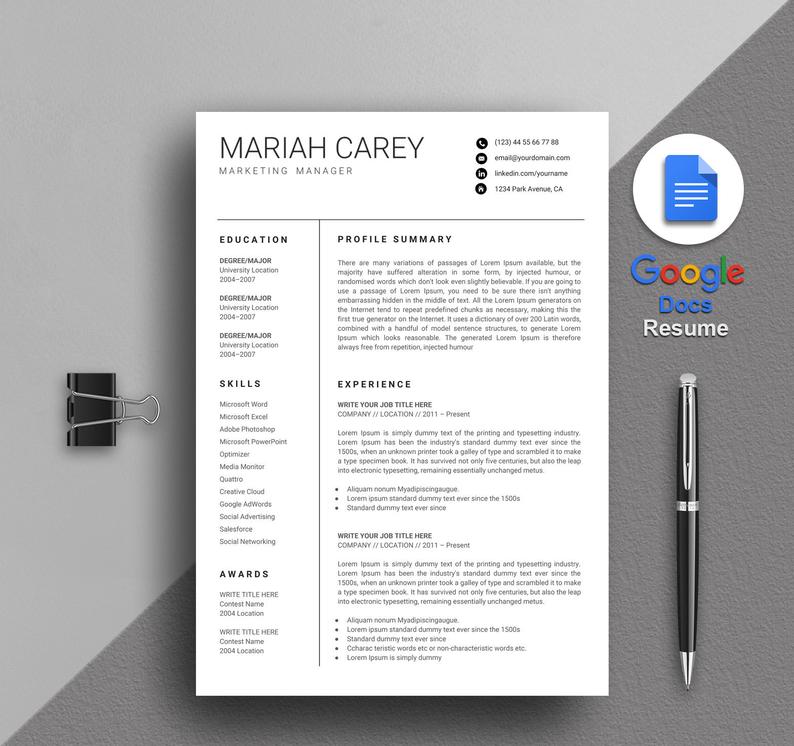 MARIAH CAREY
MARKETING MANAGER
(123) 44 55 66 77 88
email@yourdomain.com
linkedin.com/yourname
1234 Park Avenue, CA
EDUCATION
DEGREE/MAJOR
University Location
2004–2007
DEGREE/MAJOR
University Location
2004–2007
DEGREE/MAJOR
University Location
2004–2007
SKILLS
Microsoft Word
Microsoft Excel
Adobe Photoshop
Microsoft PowerPoint
Optimizer
Media Monitor
Quattro
Creative Cloud
Google AdWords
Social Advertising
Salesforce
Social Networking
AWARDS
WRITE TITLE HERE
Contest Name
2004 Location
WRITE TITLE HERE
Contest Name
2004 Location
PROFILE SUMMARY
There are many variations of passages of Lorem Ipsum available, but the
majority have suffered alteration in some form, by injected humour, or
randomised words which don't look even slightly believable. If you are going to
use a passage of Lorem Ipsum, you need to be sure there isn't anything
embarrassing hidden in the middle of text. All the Lorem Ipsum generators on
the Internet tend to repeat predefined chunks as necessary, making this the
first true generator on the Internet. It uses a dictionary of over 200 Latin words,
combined with a handful of model sentence structures, to generate Lorem
Ipsum which looks reasonable. The generated Lorem Ipsum is therefore
always free from repetition, injected humour
EXPERIENCE
WRITE YOUR JOB TITLE HERE
COMPANY // LOCATION // 2011 – Present
Lorem Ipsum is simply dummy text of the printing and typesetting industry.
Lorem Ipsum has been the industry's standard dummy text ever since the
1500s, when an unknown printer took a galley of type and scrambled it to make
a type specimen book. It has survived not only five centuries, but also the leap
into electronic typesetting, remaining essentially unchanged metus.
• Aliquam nonum Myadipiscingaugue.
• Lorem ipsum standard dummy text ever since the 1500s
• Standard dummy text ever since
WRITE YOUR JOB TITLE HERE
COMPANY // LOCATION // 2011 – Present
Lorem Ipsum is simply dummy text of the printing and typesetting industry.
Lorem Ipsum has been the industry's standard dummy text ever since the
1500s, when an unknown printer took a galley of type and scrambled it to make
a type specimen book. It has survived not only five centuries, but also the leap
into electronic typesetting, remaining essentially unchanged metus.
• Aliquam nonum Myadipiscingaugue.
• Lorem ipsum standard dummy text ever since the 1500s
• Standard dummy text ever since
• Ccharac teristic words etc or non-characteristic words etc.
• Lorem Ipsum is simply dummy
Google
Docs
Resume